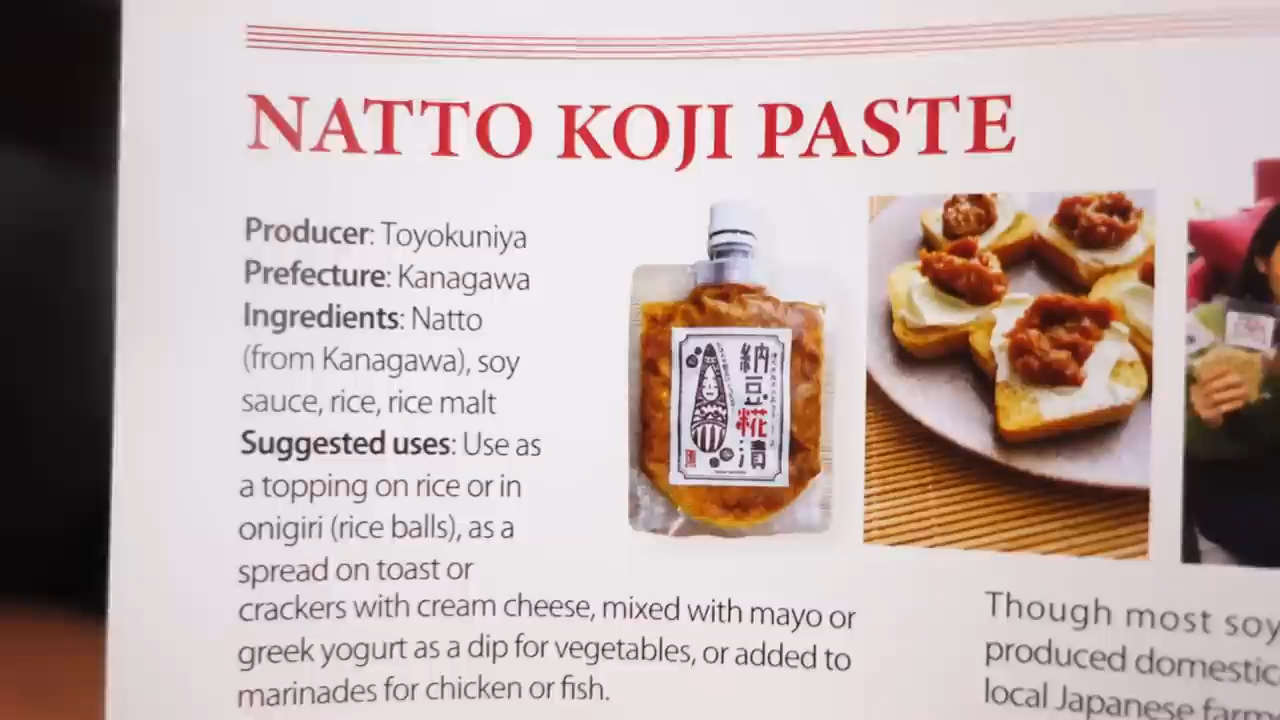 NATTO KOJI PASTE
Producer: Toyokuniya
Prefecture: Kanagawa
Ingredients: Natto
(from Kanagawa), soy
sauce, rice, rice malt
Suggested uses: Use as
a topping on rice or in
onigiri (rice balls), as a
spread on toast or
crackers with cream cheese, mixed with mayo or
greek yogurt as a dip for vegetables, or added to
marinades for chicken or fish.
納豆糀漬
Though most soy
produced domestic
local Japanese farm